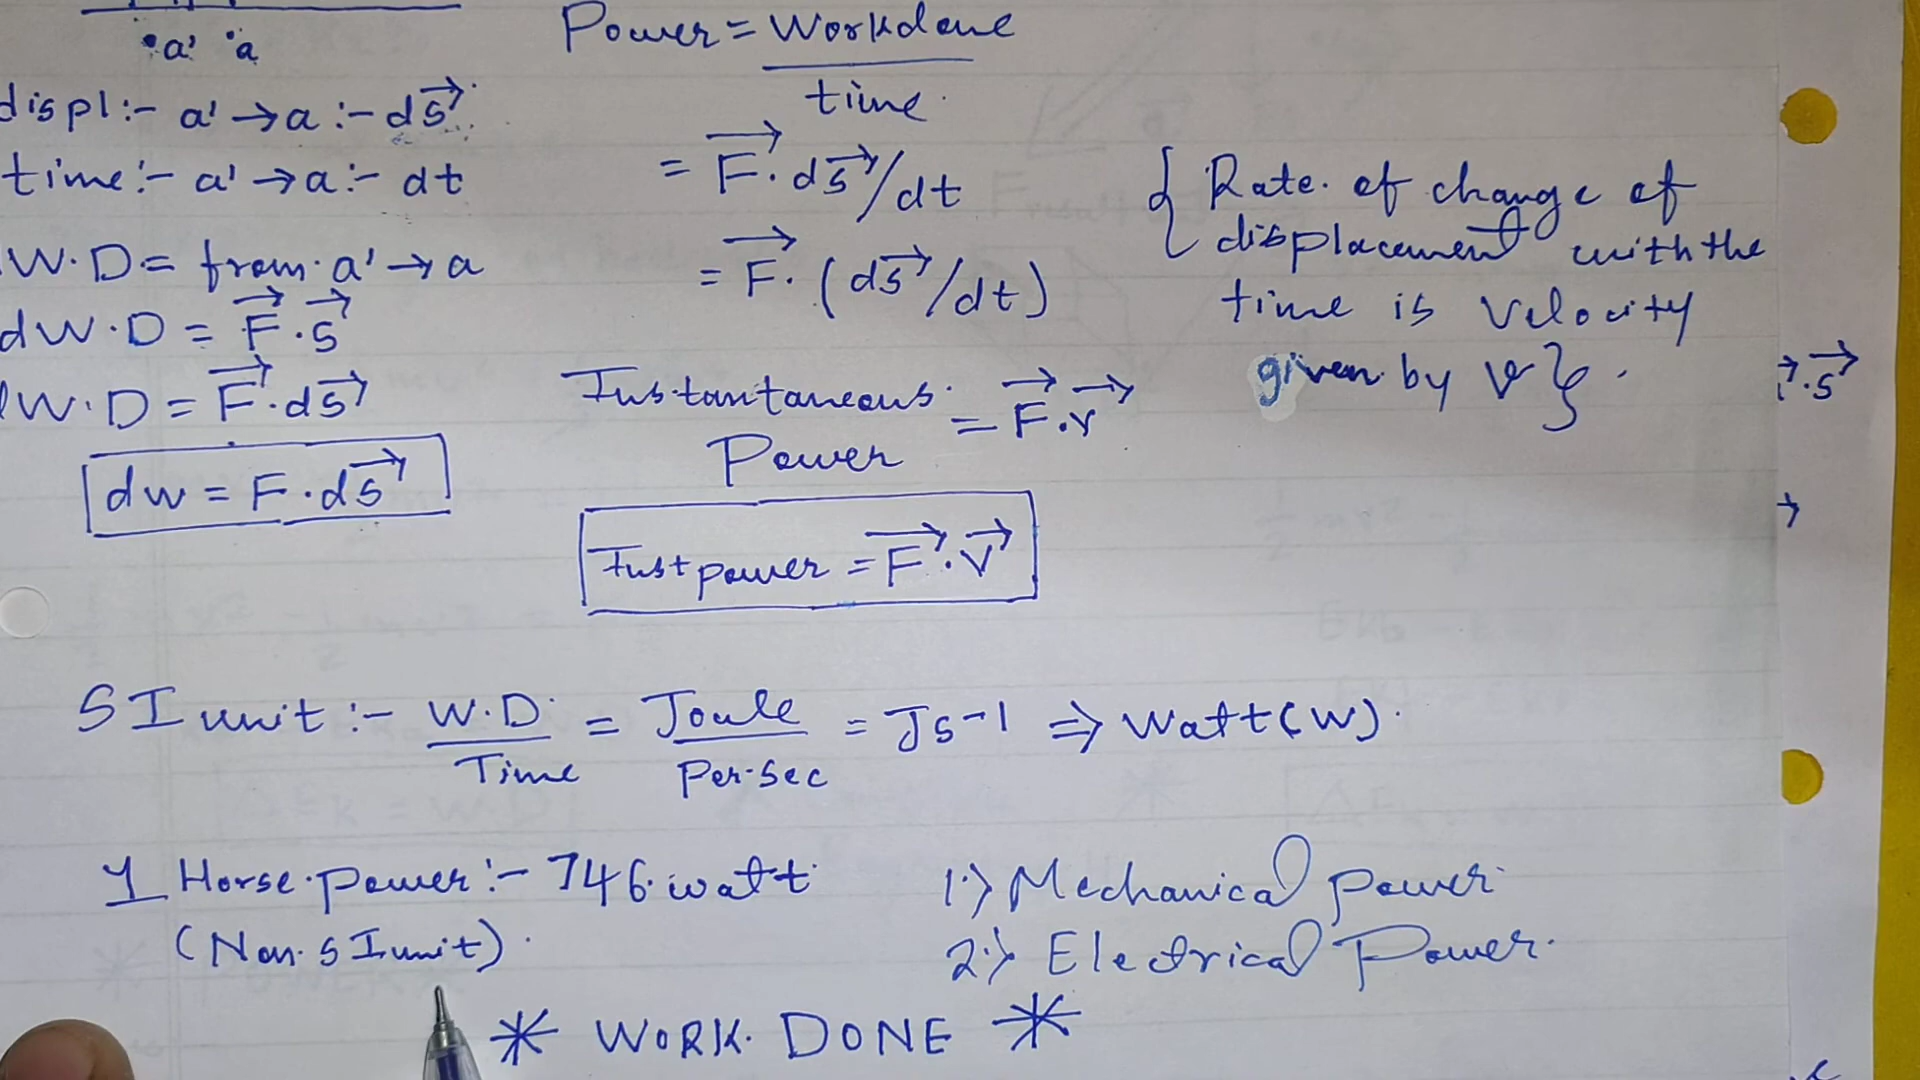 •a' •a
displ:- a' →a :- ds→
time:- a' →a:- dt
W.D= from a' →a
dW.D = F→.s→
dW.D = F→.ds→
dw = F.ds→
Power = Workdone
time
= F→.ds→/dt
= F→.(ds→/dt)
Instantaneous = F→.v→
Power
Inst power = F→.V→
{Rate of change of
displacement with the
time is Velocity
given by v}.
.s→
→
SI unit:- W.D = Joule = Js-1 ⇒ Watt(W).
Time Per-Sec
1 Horse power:- 746 watt
(Non SI unit).
1.) Mechanical power
2.) Electrical Power.
* WORK DONE *